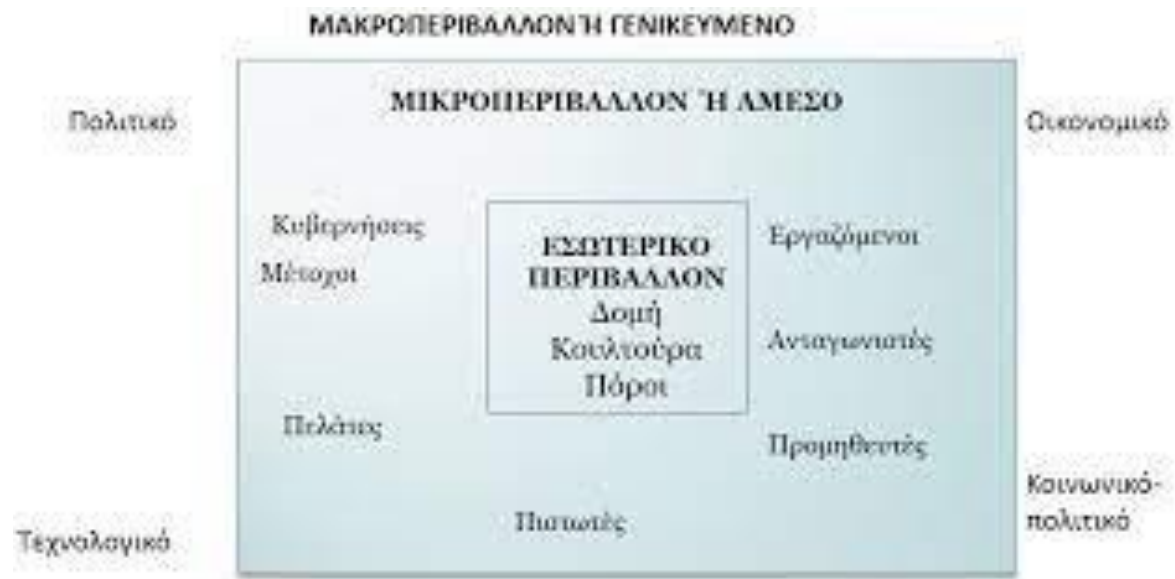 ΜΑΚΡΟΠΕΡΙΒΑΛΛΟΝ Ή ΓΕΝΙΚΕΥΜΕΝΟ
ΜΙΚΡΟΠΕΡΙΒΑΛΛΟΝ Ή ΑΜΕΣΟ
Πολιτικό
Οικονομικό
Κυβερνήσεις
Μέτοχοι
ΕΣΩΤΕΡΙΚΟ
ΠΕΡΙΒΑΛΛΟΝ
Δομή
Κουλτούρα
Πόροι
Εργαζόμενοι
Ανταγωνιστές
Πελάτες
Προμηθευτές
Πιστωτές
Τεχνολογικό
Κοινωνικό-
πολιτικό